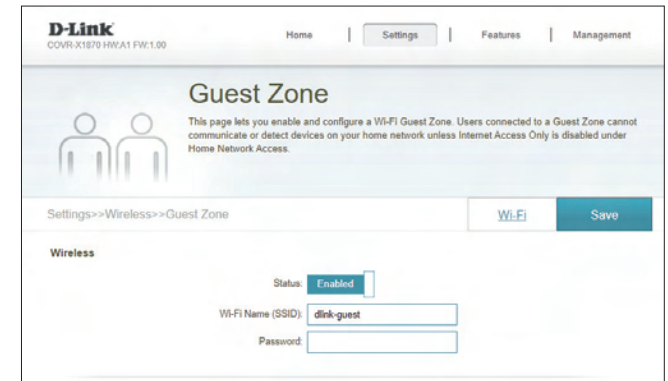 D-Link
COVR-X1870 HW:A1 FW:1.00
Home | Settings | Features | Management
Guest Zone
This page lets you enable and configure a Wi-Fi Guest Zone. Users connected to a Guest Zone cannot
communicate or detect devices on your home network unless Internet Access Only is disabled under
Home Network Access.
Settings>>Wireless>>Guest Zone
Wi-Fi
Save
Wireless
Status: Enabled
Wi-Fi Name (SSID): dlink-guest
Password: